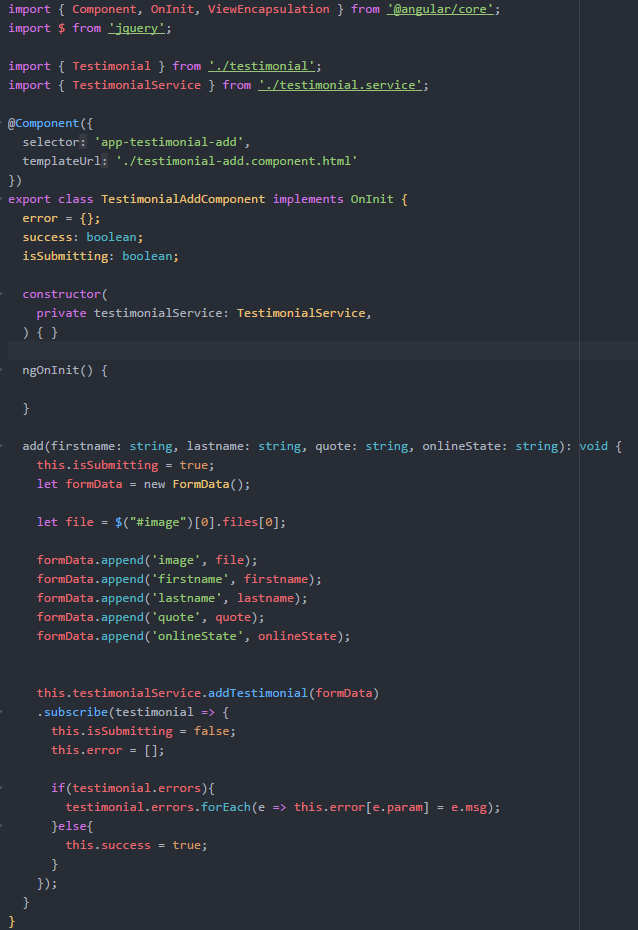 import { Component, OnInit, ViewEncapsulation } from '@angular/core';
import $ from 'jquery';
import { Testimonial } from './testimonial';
import { TestimonialService } from './testimonial.service';
@Component({
selector: 'app-testimonial-add',
templateUrl: './testimonial-add.component.html'
})
export class TestimonialAddComponent implements OnInit {
error = {};
success: boolean;
isSubmitting: boolean;
constructor(
private testimonialService: TestimonialService,
) { }
ngOnInit() {
}
add(firstname: string, lastname: string, quote: string, onlineState: string): void {
this.isSubmitting = true;
let formData = new FormData();
let file = $("#image")[0].files[0];
formData.append('image', file);
formData.append('firstname', firstname);
formData.append('lastname', lastname);
formData.append('quote', quote);
formData.append('onlineState', onlineState);
this.testimonialService.addTestimonial(formData)
.subscribe(testimonial => {
this.isSubmitting = false;
this.error = [];
if(testimonial.errors){
testimonial.errors.forEach(e => this.error[e.param] = e.msg);
}else{
this.success = true;
}
});
}
}